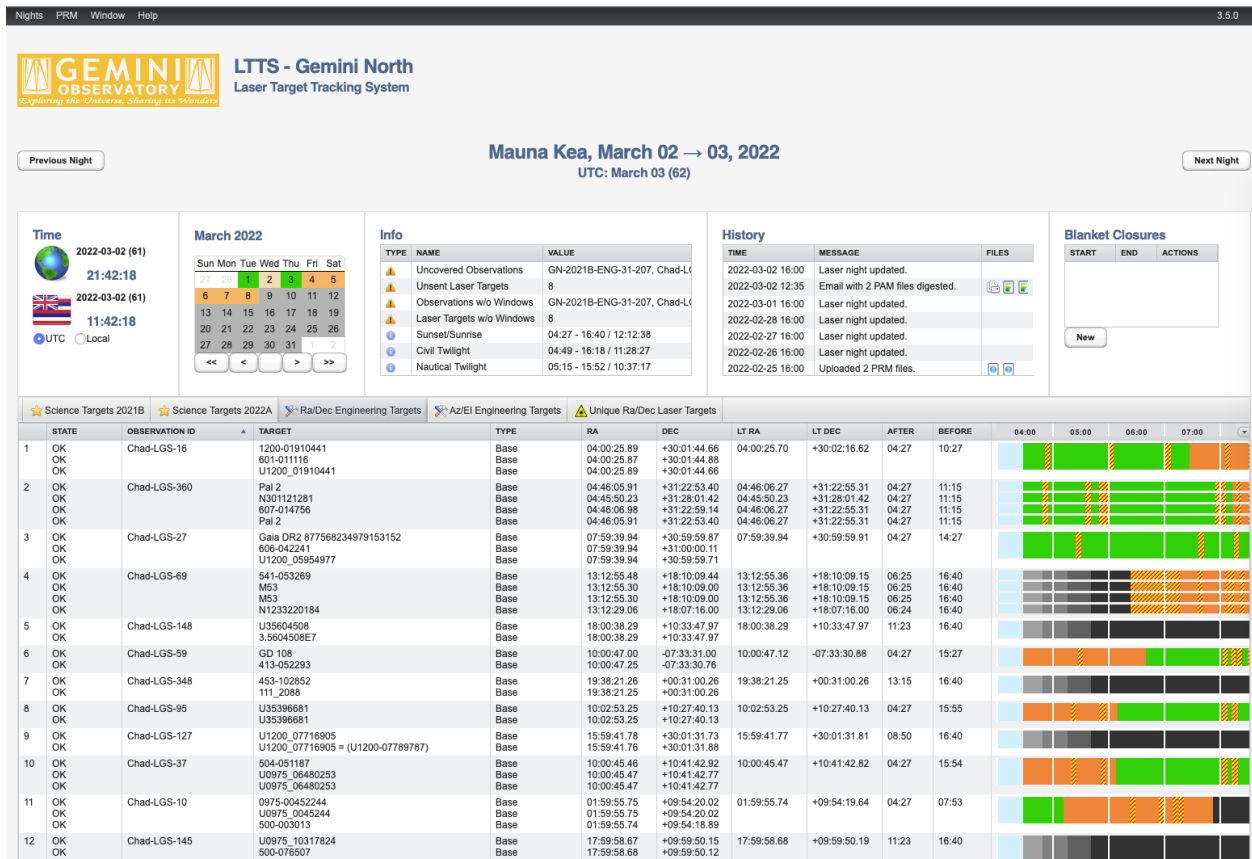 Nights PRM Window Help 3.5.0
GEMINI
OBSERVATORY
Exploring the Universe, Sharing its Wonders
LTTS - Gemini North
Laser Target Tracking System
Previous Night
Mauna Kea, March 02 → 03, 2022
UTC: March 03 (62)
Next Night
Time
2022-03-02 (61)
21:42:18
2022-03-02 (61)
11:42:18
UTC Local
March 2022
Sun Mon Tue Wed Thu Fri Sat
27 28 1 2 3 4 5
6 7 8 9 10 11 12
13 14 15 16 17 18 19
20 21 22 23 24 25 26
27 28 29 30 31 1 2
<< < > >>
Info
TYPE NAME VALUE
Uncovered Observations GN-2021B-ENG-31-207, Chad-L
Unsent Laser Targets 8
Observations w/o Windows GN-2021B-ENG-31-207, Chad-L
Laser Targets w/o Windows 8
Sunset/Sunrise 04:27 - 16:40 / 12:12:38
Civil Twilight 04:49 - 16:18 / 11:28:27
Nautical Twilight 05:15 - 15:52 / 10:37:17
History
TIME MESSAGE FILES
2022-03-02 16:00 Laser night updated.
2022-03-02 12:35 Email with 2 PAM files digested.
2022-03-01 16:00 Laser night updated.
2022-02-28 16:00 Laser night updated.
2022-02-27 16:00 Laser night updated.
2022-02-26 16:00 Laser night updated.
2022-02-25 16:00 Uploaded 2 PRM files.
Blanket Closures
START END ACTIONS
New
Science Targets 2021B Science Targets 2022A Ra/Dec Engineering Targets Az/El Engineering Targets Unique Ra/Dec Laser Targets
STATE OBSERVATION ID TARGET TYPE RA DEC LT RA LT DEC AFTER BEFORE 04:00 05:00 06:00 07:00
1 OK Chad-LGS-16 1200-01910441 Base 04:00:25.89 +30:01:44.66 04:00:25.70 +30:02:16.62 04:27 10:27
OK 601-011116 Base 04:00:25.87 +30:01:44.88
OK U1200_01910441 Base 04:00:25.89 +30:01:44.66
2 OK Chad-LGS-360 Pal 2 Base 04:46:05.91 +31:22:53.40 04:46:06.27 +31:22:55.31 04:27 11:15
OK N301121281 Base 04:45:50.23 +31:28:01.42 04:45:50.23 +31:28:01.42 04:27 11:15
OK 607-014756 Base 04:46:06.98 +31:22:59.14 04:46:06.27 +31:22:55.31 04:27 11:15
OK Pal 2 Base 04:46:05.91 +31:22:53.40 04:46:06.27 +31:22:55.31 04:27 11:15
3 OK Chad-LGS-27 Gaia DR2 877568234979153152 Base 07:59:39.94 +30:59:59.87 07:59:39.94 +30:59:59.91 04:27 14:27
OK 606-042241 Base 07:59:39.94 +31:00:00.11
OK U1200_05954977 Base 07:59:39.94 +30:59:59.71
4 OK Chad-LGS-69 541-053269 Base 13:12:55.48 +18:10:09.44 13:12:55.36 +18:10:09.15 06:25 16:40
OK M53 Base 13:12:55.30 +18:10:09.00 13:12:55.36 +18:10:09.15 06:25 16:40
OK M53 Base 13:12:55.30 +18:10:09.00 13:12:55.36 +18:10:09.15 06:25 16:40
OK N1233220184 Base 13:12:29.06 +18:07:16.00 13:12:29.06 +18:07:16.00 06:24 16:40
5 OK Chad-LGS-148 U35604508 Base 18:00:38.29 +10:33:47.97 18:00:38.29 +10:33:47.97 11:23 16:40
OK 3.5604508E7 Base 18:00:38.29 +10:33:47.97
6 OK Chad-LGS-59 GD 108 Base 10:00:47.00 -07:33:31.00 10:00:47.12 -07:33:30.88 04:27 15:27
OK 413-052293 Base 10:00:47.25 -07:33:30.76
7 OK Chad-LGS-348 453-102852 Base 19:38:21.26 +00:31:00.26 19:38:21.25 +00:31:00.26 13:15 16:40
OK 111_2088 Base 19:38:21.25 +00:31:00.26
8 OK Chad-LGS-95 U35396681 Base 10:02:53.25 +10:27:40.13 10:02:53.25 +10:27:40.13 04:27 15:55
OK U35396681 Base 10:02:53.25 +10:27:40.13
9 OK Chad-LGS-127 U1200_07716905 Base 15:59:41.78 +30:01:31.73 15:59:41.77 +30:01:31.81 08:50 16:40
OK U1200_07716905 = (U1200-07789787) Base 15:59:41.76 +30:01:31.88
10 OK Chad-LGS-37 504-051187 Base 10:00:45.46 +10:41:42.92 10:00:45.47 +10:41:42.82 04:27 15:54
OK U0975_06480253 Base 10:00:45.47 +10:41:42.77
OK U0975_06480253 Base 10:00:45.47 +10:41:42.77
11 OK Chad-LGS-10 0975-00452244 Base 01:59:55.75 +09:54:20.02 01:59:55.74 +09:54:19.64 04:27 07:53
OK U0975_0045244 Base 01:59:55.75 +09:54:20.02
OK 500-003013 Base 01:59:55.74 +09:54:18.89
12 OK Chad-LGS-145 U0975_10317824 Base 17:59:58.67 +09:59:50.15 17:59:58.68 +09:59:50.19 11:23 16:40
OK 500-076507 Base 17:59:58.68 +09:59:50.12